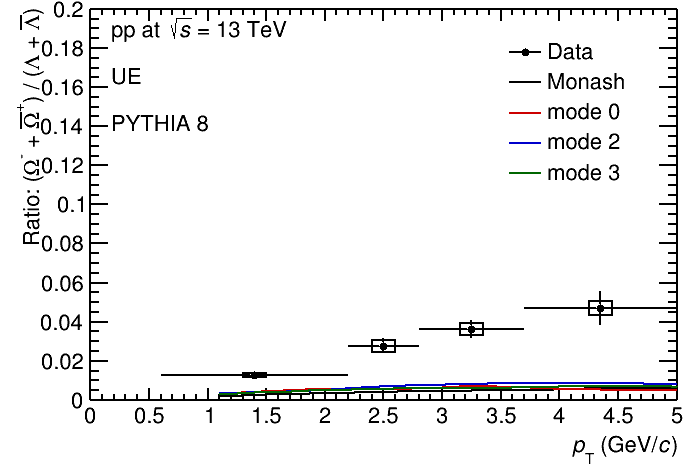 0.2
0.18
0.16
0.14
0.12
0.1
0.08
0.06
0.04
0.02
0
Ratio: (Ω⁻ + Ω̅⁺) / (Λ + Λ̅)
pp at √s = 13 TeV
UE
PYTHIA 8
Data
Monash
mode 0
mode 2
mode 3
0 0.5 1 1.5 2 2.5 3 3.5 4 4.5 5
p_T (GeV/c)